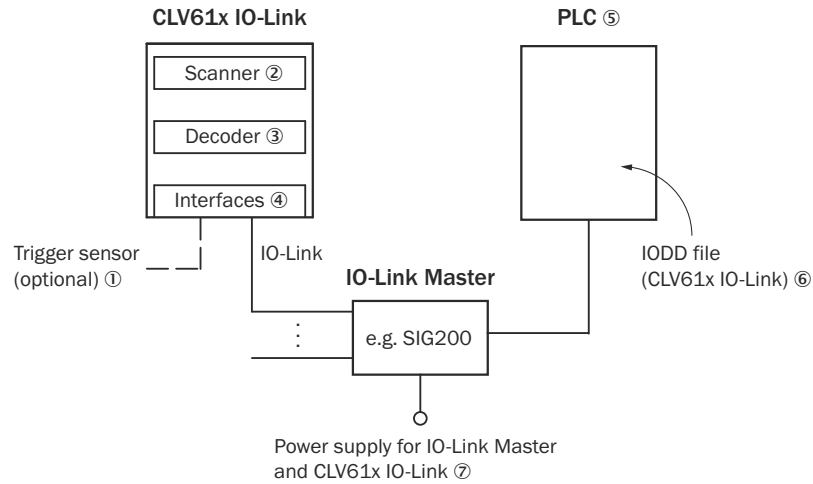 CLV61x IO-Link
PLC ⑤
Scanner ②
Decoder ③
Interfaces ④
Trigger sensor
(optional) ①
IO-Link
IODD file
(CLV61x IO-Link) ⑥
IO-Link Master
e.g. SIG200
Power supply for IO-Link Master
and CLV61x IO-Link ⑦